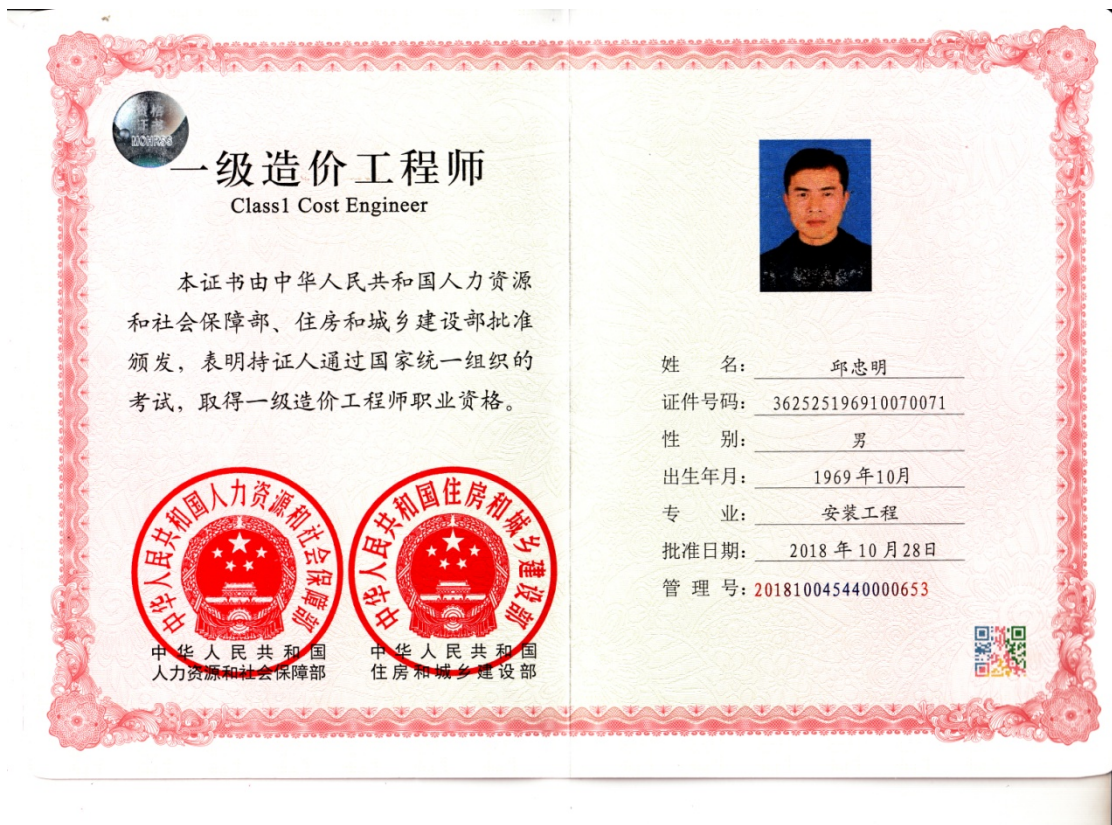 资格
证书
MOHRSS
一级造价工程师
Class1 Cost Engineer
本证书由中华人民共和国人力资源
和社会保障部、住房和城乡建设部批准
颁发，表明持证人通过国家统一组织的
考试，取得一级造价工程师职业资格。
中华人民共和国人力资源和社会保障部
中华人民共和国住房和城乡建设部
中华人民共和国
人力资源和社会保障部
中华人民共和国
住房和城乡建设部
姓 名: 邱忠明
证件号码: 362525196910070071
性 别: 男
出生年月: 1969年10月
专 业: 安装工程
批准日期: 2018年10月28日
管 理 号: 201810045440000653